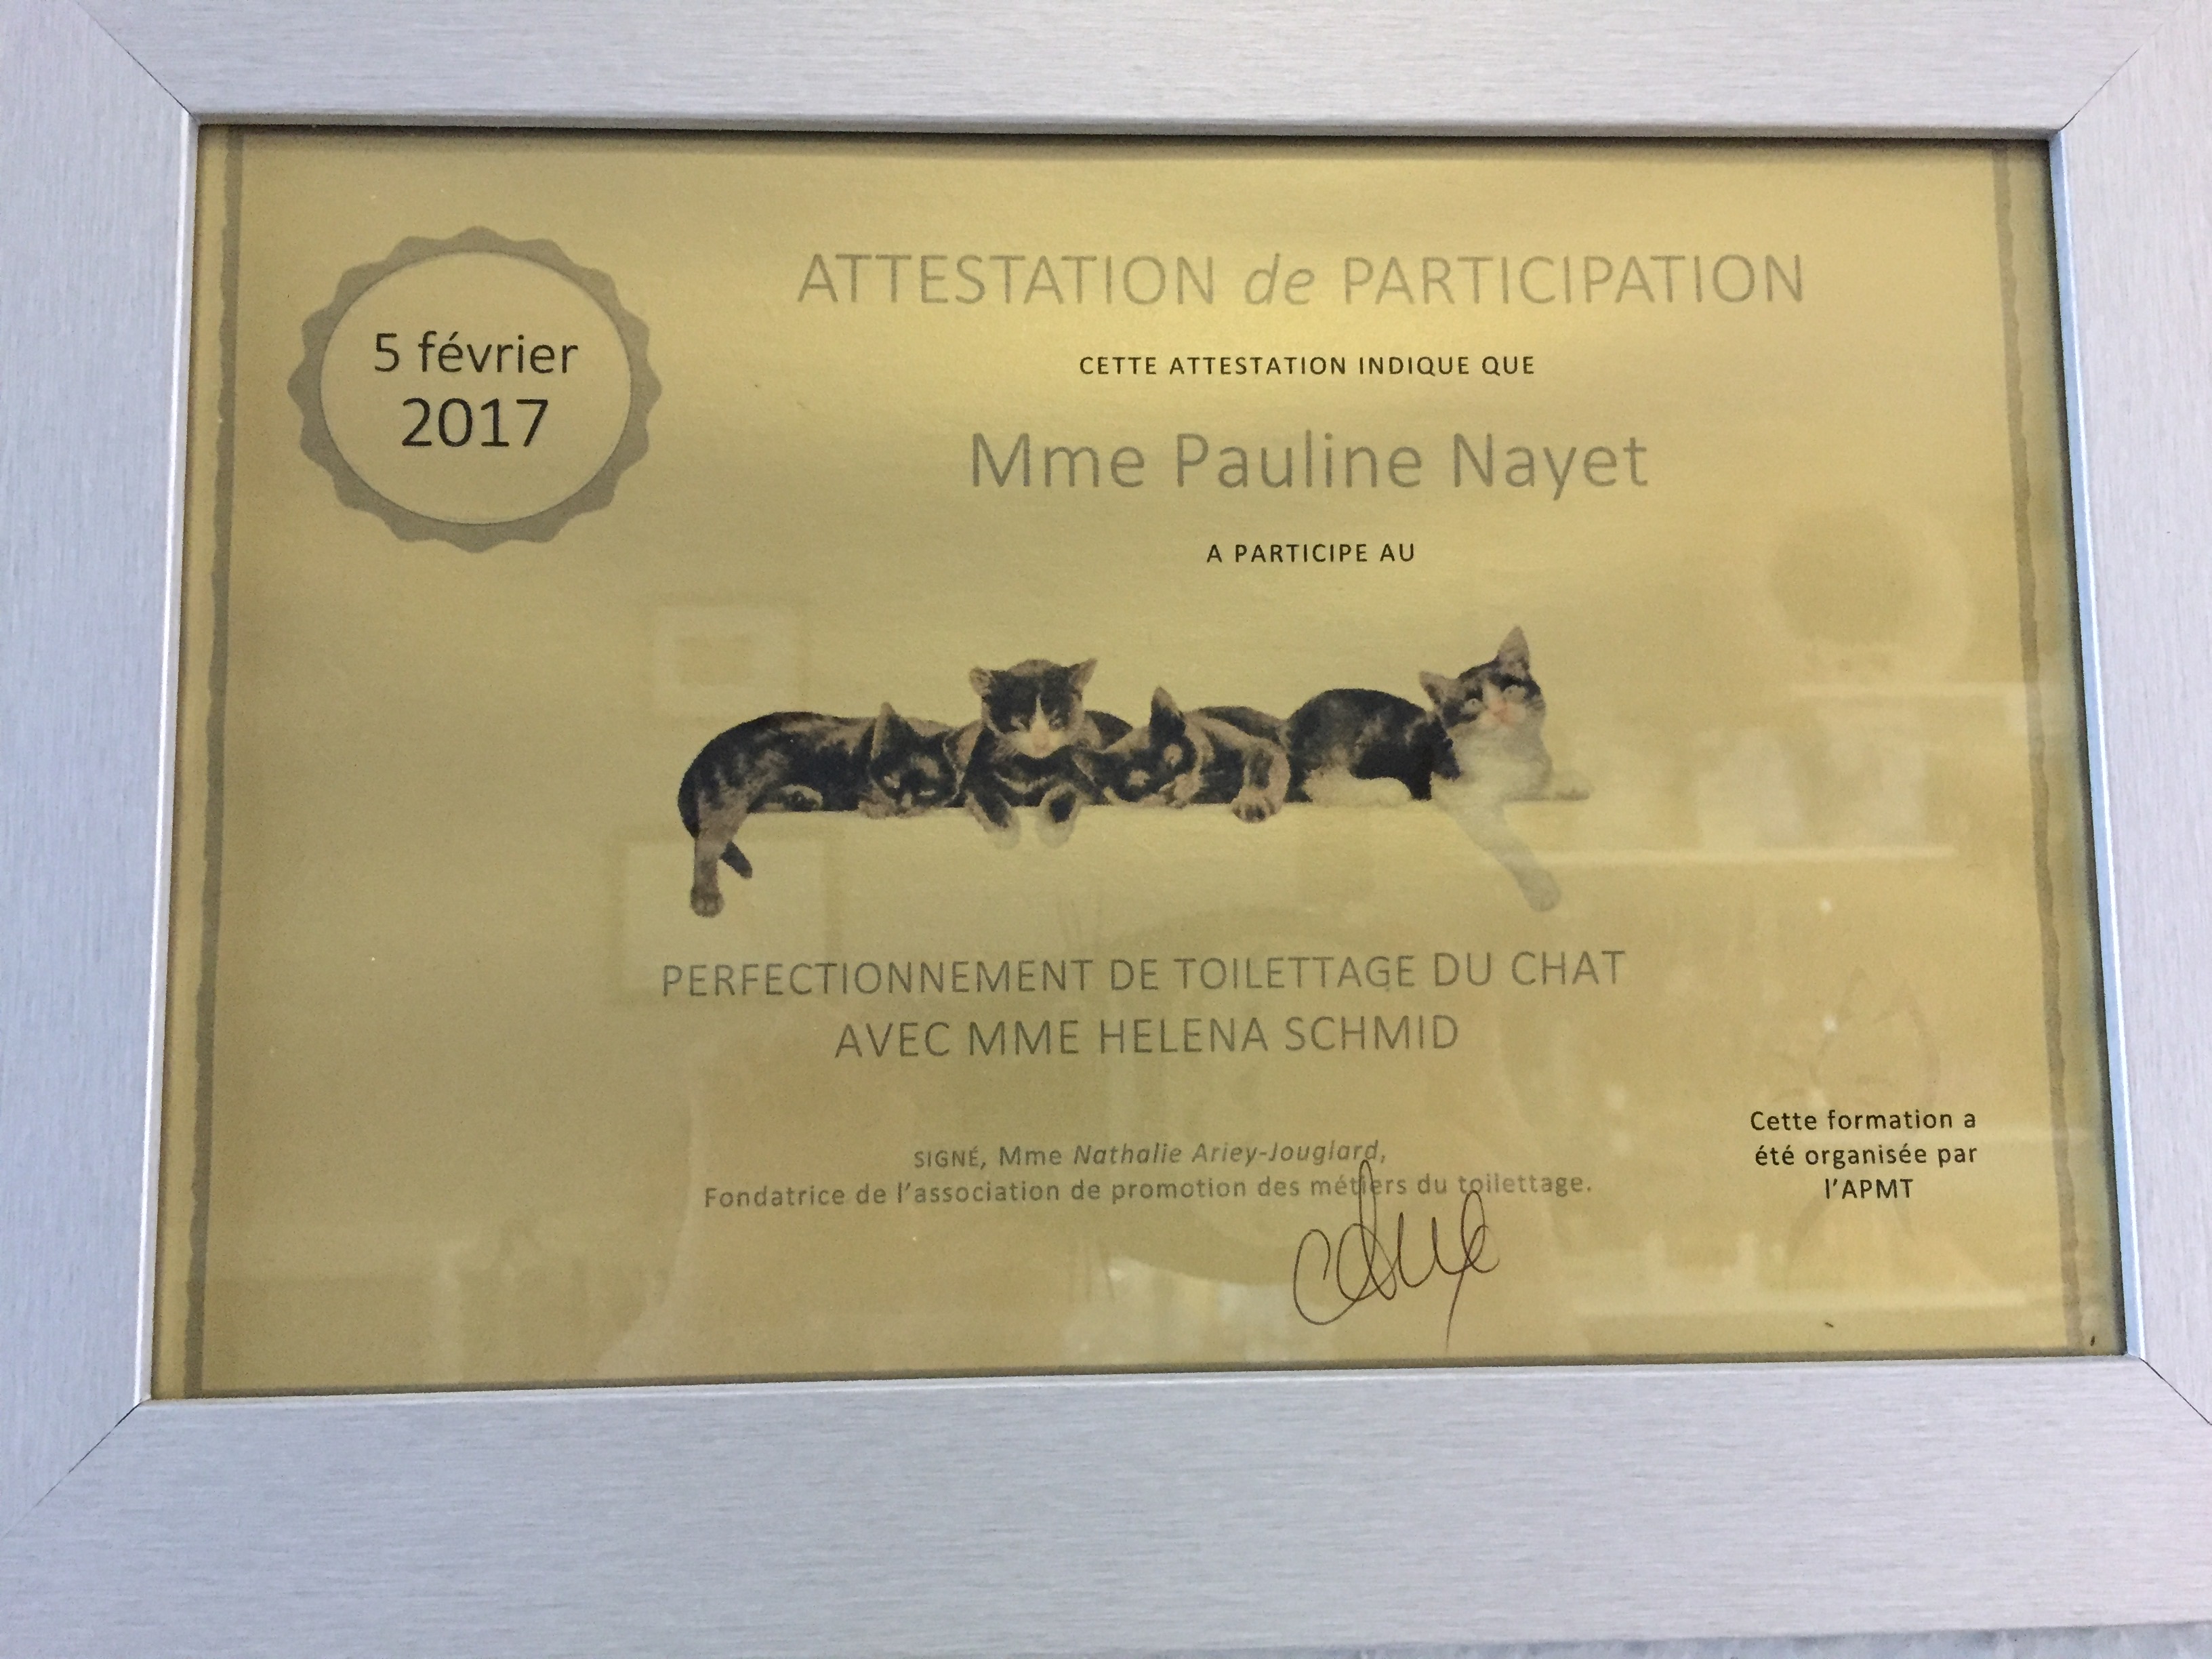 5 février
2017
ATTESTATION de PARTICIPATION
CETTE ATTESTATION INDIQUE QUE
Mme Pauline Nayet
A PARTICIPE AU
PERFECTIONNEMENT DE TOILETTAGE DU CHAT
AVEC MME HELENA SCHMID
SIGNÉ, Mme Nathalie Ariey-Jouglard,
Fondatrice de l'association de promotion des métiers du toilettage.
Cette formation a
été organisée par
l'APMT